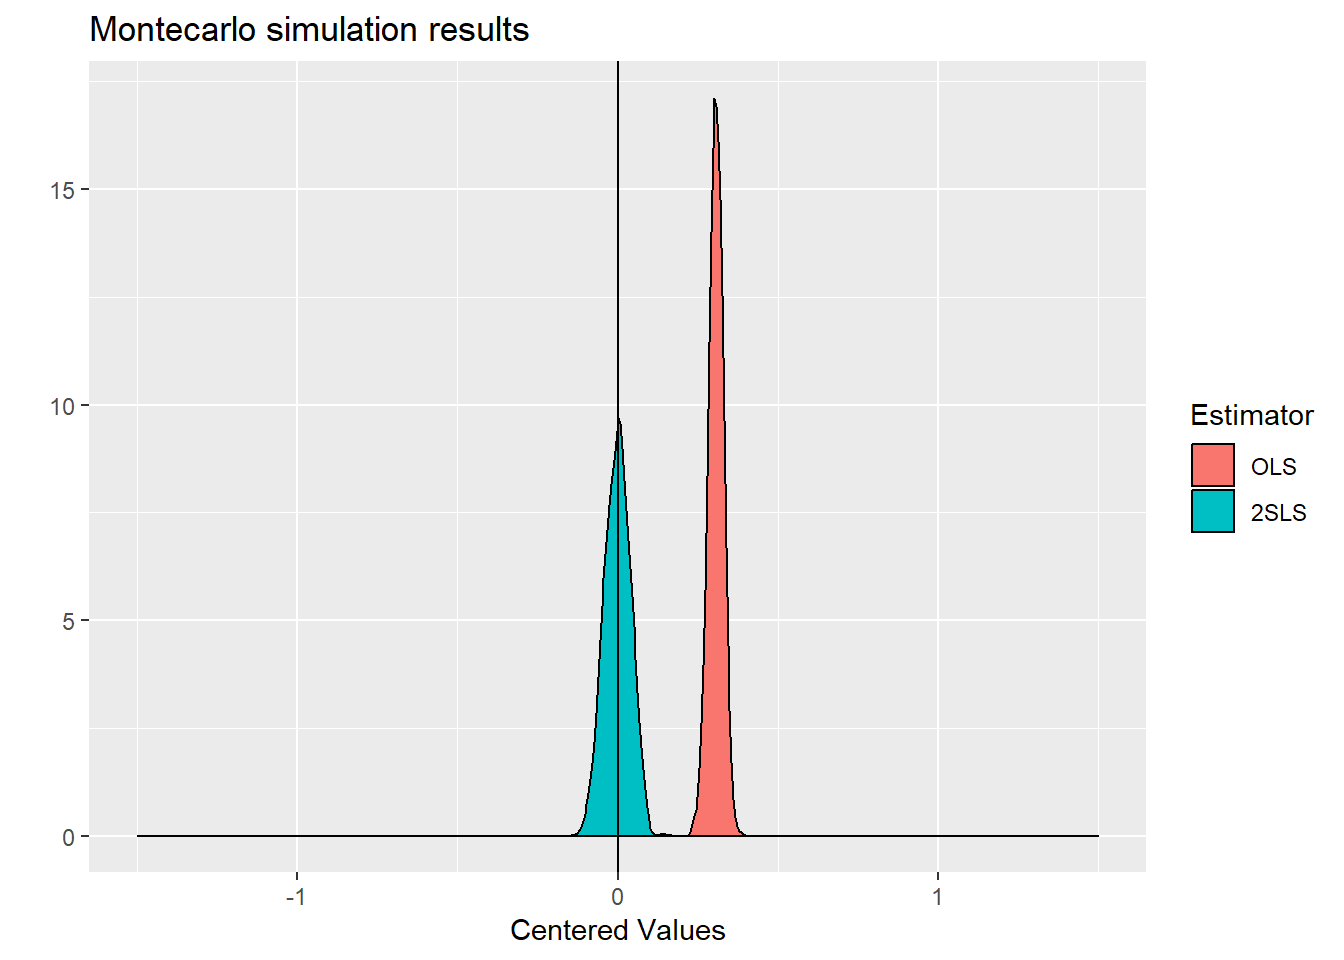 Montecarlo simulation results
15
10
5
0
-1
0
1
Centered Values
Estimator
OLS
2SLS